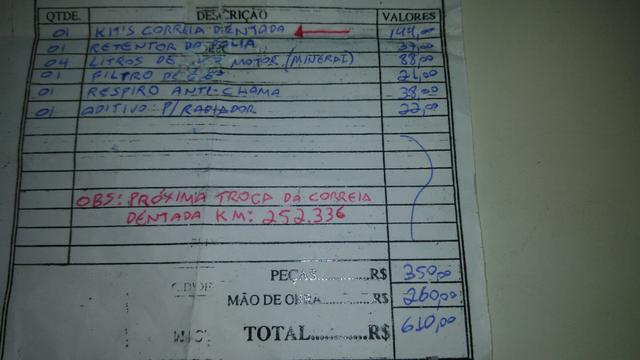 QTDE. DESCRIÇÃO VALORES
01 KIT'S CORREIA DENTADA 144,00
01 RETENTOR DA POLIA 37,00
04 LITROS DE MOTOR (MINERAL) 88,00
01 FILTRO DE 21,00
01 RESPIRO ANTI-CHAMA 38,00
01 ADITIVO P/RADIADOR 22,00
OBS: PRÓXIMA TROCA DA CORREIA
DENTADA KM: 252.336
PEÇAS............R$ 350,00
MÃO DE OBRA........R$ 260,00
TOTAL............R$ 610,00